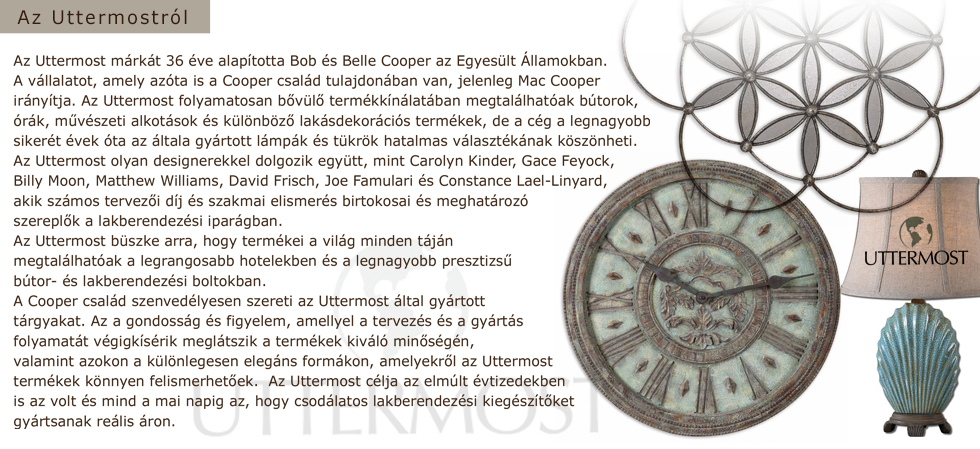 Az Uttermostról
Az Uttermost márkát 36 éve alapította Bob és Belle Cooper az Egyesült Államokban.
A vállalatot, amely azóta is a Cooper család tulajdonában van, jelenleg Mac Cooper
irányítja. Az Uttermost folyamatosan bővülő termékkínálatában megtalálhatóak bútorok,
órák, művészeti alkotások és különböző lakásdekorációs termékek, de a cég a legnagyobb
sikerét évek óta az általa gyártott lámpák és tükrök hatalmas választékának köszönheti.
Az Uttermost olyan designerekkel dolgozik együtt, mint Carolyn Kinder, Gace Feyock,
Billy Moon, Matthew Williams, David Frisch, Joe Famulari és Constance Lael-Linyard,
akik számos tervezői díj és szakmai elismerés birtokosai és meghatározó
szereplők a lakberendezési iparágban.
Az Uttermost büszke arra, hogy termékei a világ minden táján
megtalálhatóak a legrangosabb hotelekben és a legnagyobb presztizsű
bútor- és lakberendezési boltokban.
A Cooper család szenvedélyesen szereti az Uttermost által gyártott
tárgyakat. Az a gondosság és figyelem, amellyel a tervezés és a gyártás
folyamatát végigkísérik meglátszik a termékek kiváló minőségén,
valamint azokon a különlegesen elegáns formákon, amelyekről az Uttermost
termékek könnyen felismerhetőek. Az Uttermost célja az elmúlt évtizedekben
is az volt és mind a mai napig az, hogy csodálatos lakberendezési kiegészítőket
gyártsanak reális áron.
UTTERMOST
UTTERMOST